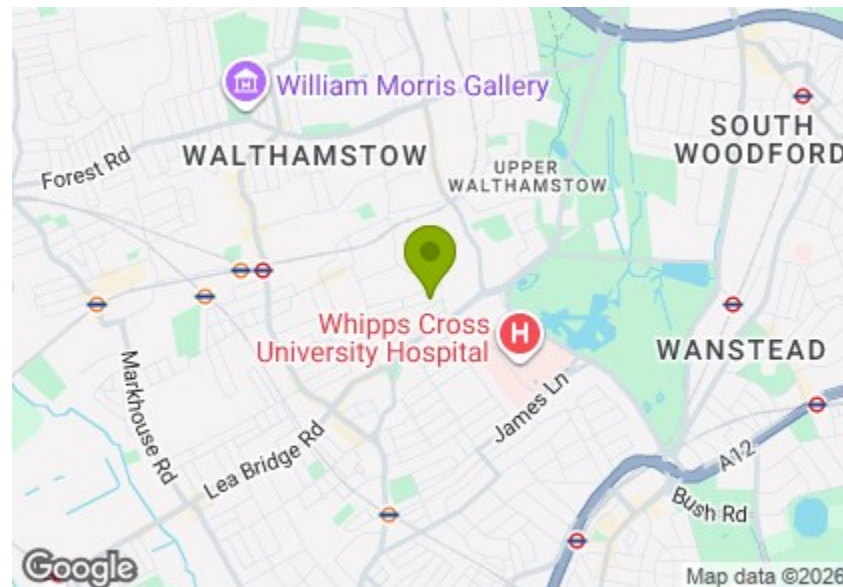 William Morris Gallery
SOUTH
WOODFORD
WALTHAMSTOW
Forest Rd
UPPER
WALTHAMSTOW
Whipps Cross
University Hospital
H
WANSTEAD
Markhouse Rd
James Ln
Lea Bridge Rd
A12
Bush Rd
Google
Map data ©2026